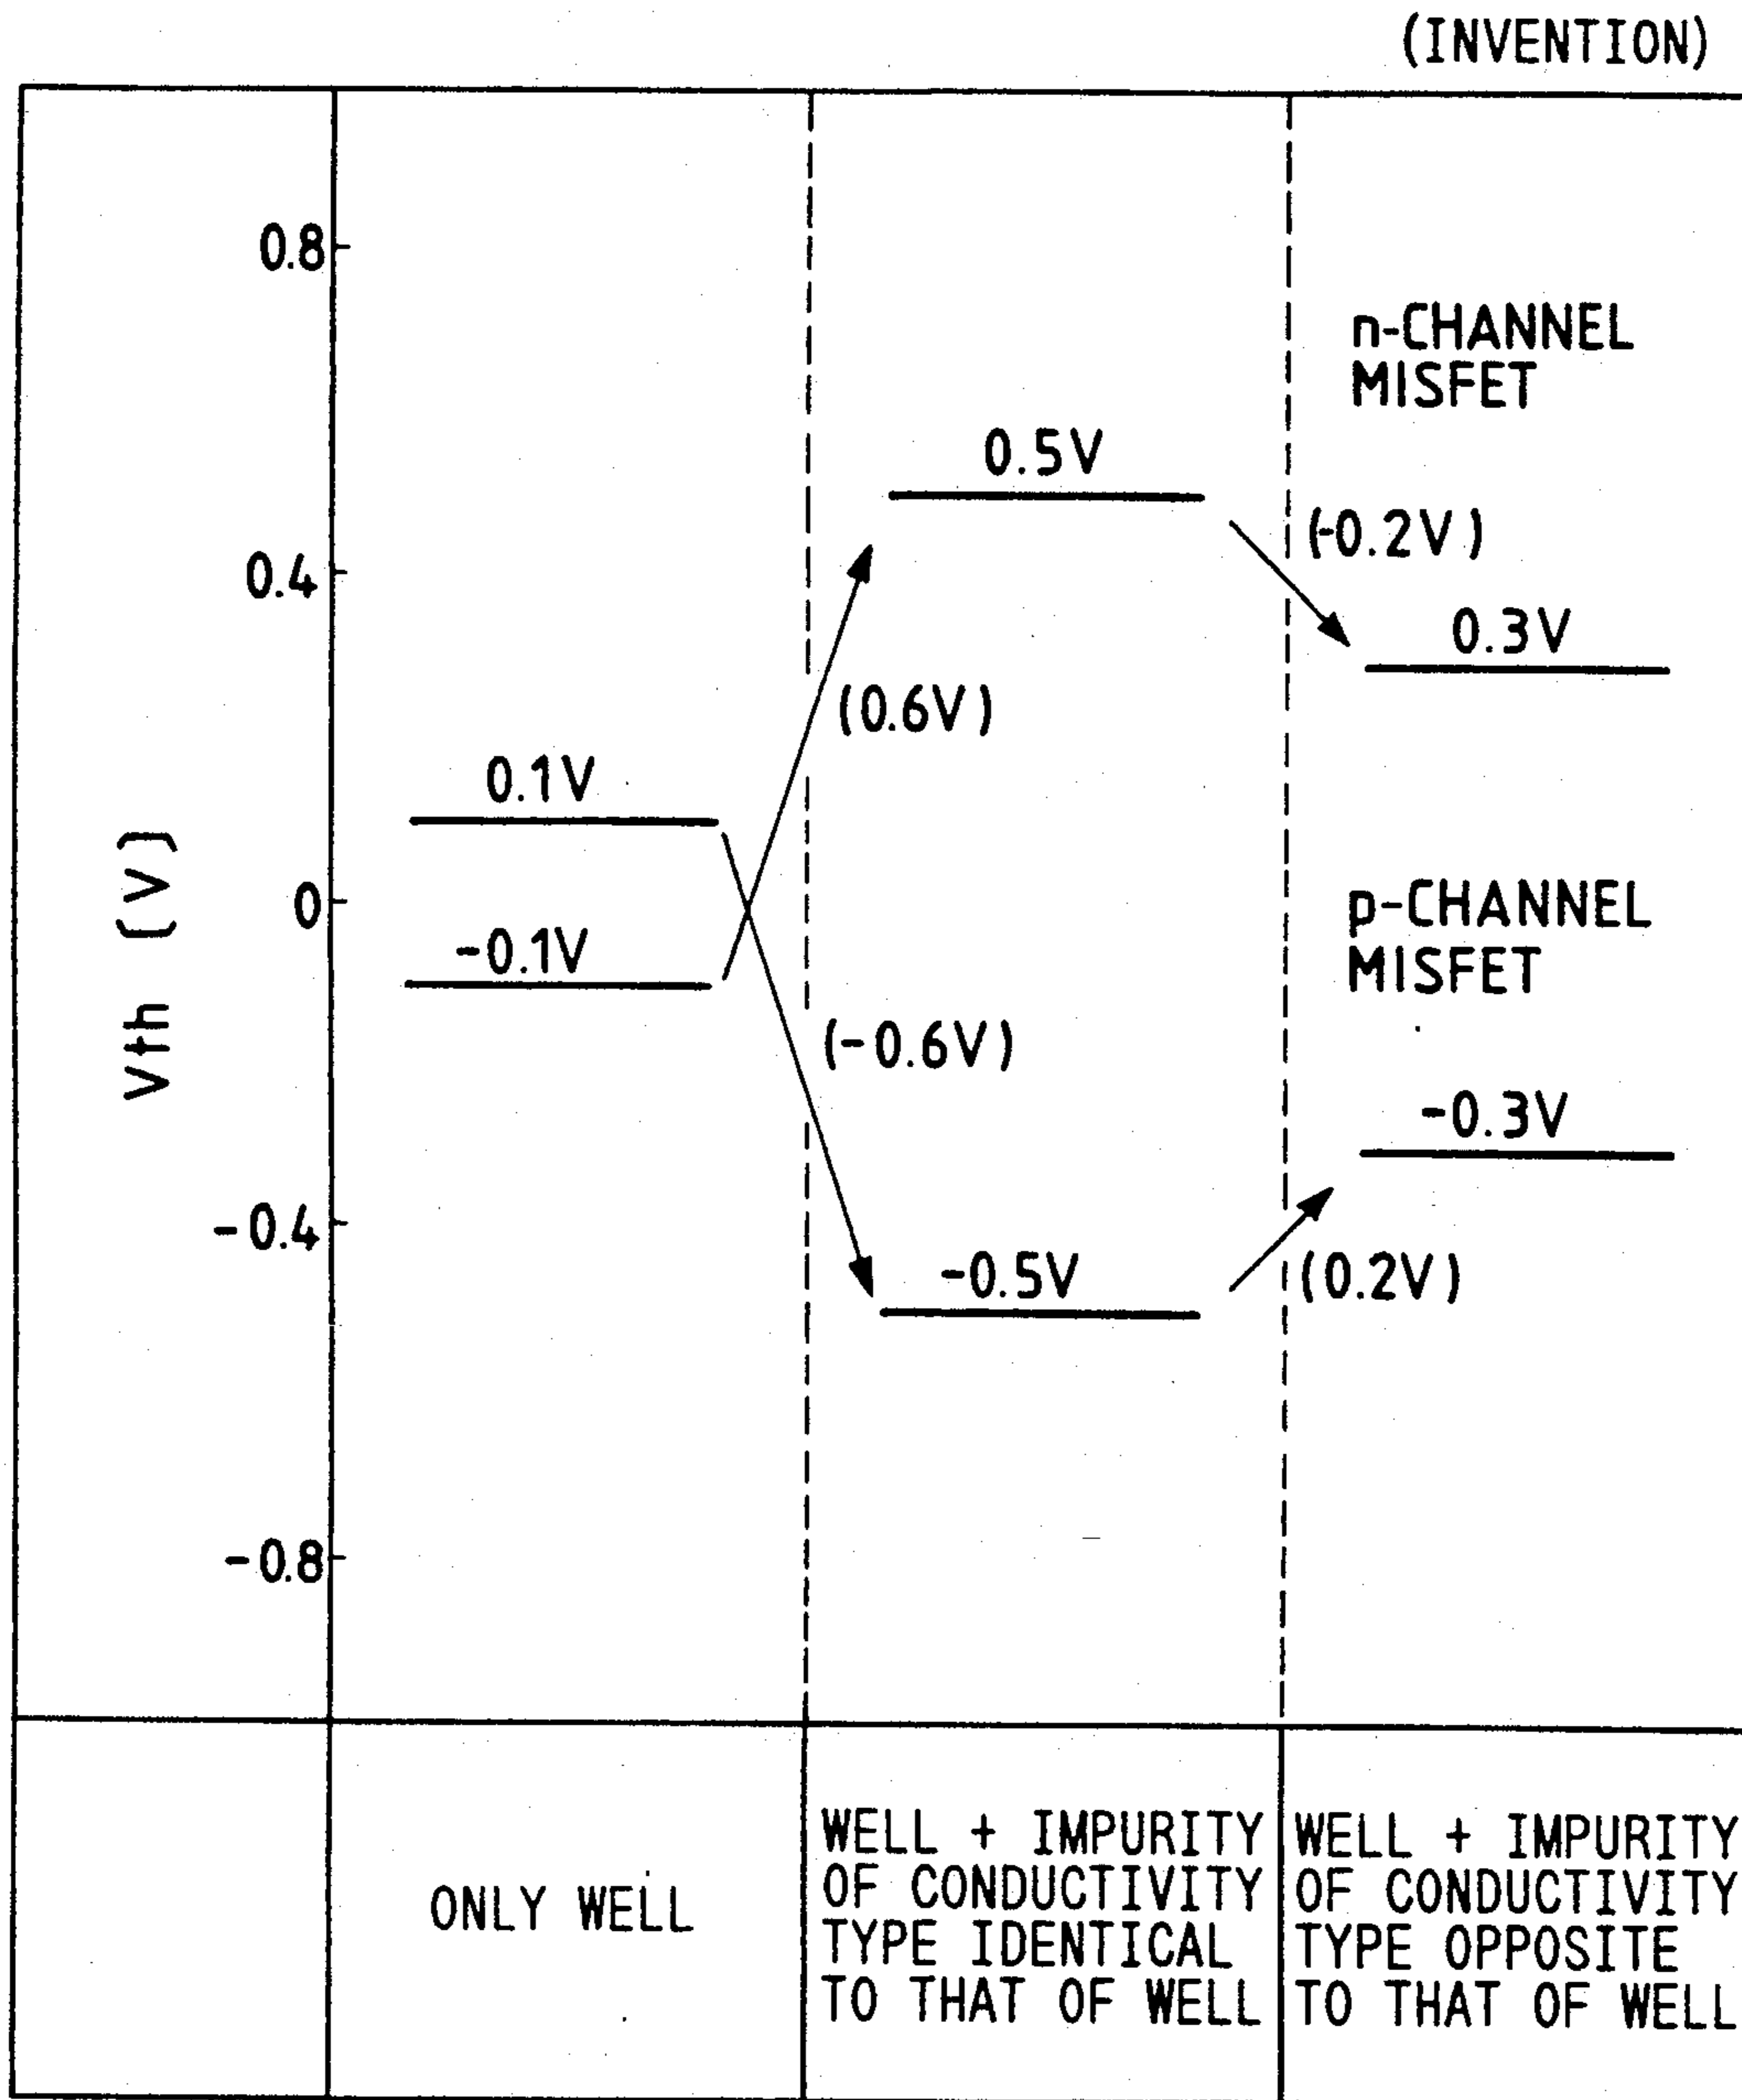 (INVENTION)
0.8
n-CHANNEL
MISFET
0.5V
(-0.2V)
0.4
0.3V
(0.6V)
0.1V
Vth (V)
0
p-CHANNEL
-0.1V
MISFET
(-0.6V)
-0.3V
-0.4
-0.5V
(0.2V)
-0.8
ONLY WELL
WELL + IMPURITY
OF CONDUCTIVITY
TYPE IDENTICAL
TO THAT OF WELL
WELL + IMPURITY
OF CONDUCTIVITY
TYPE OPPOSITE
TO THAT OF WELL